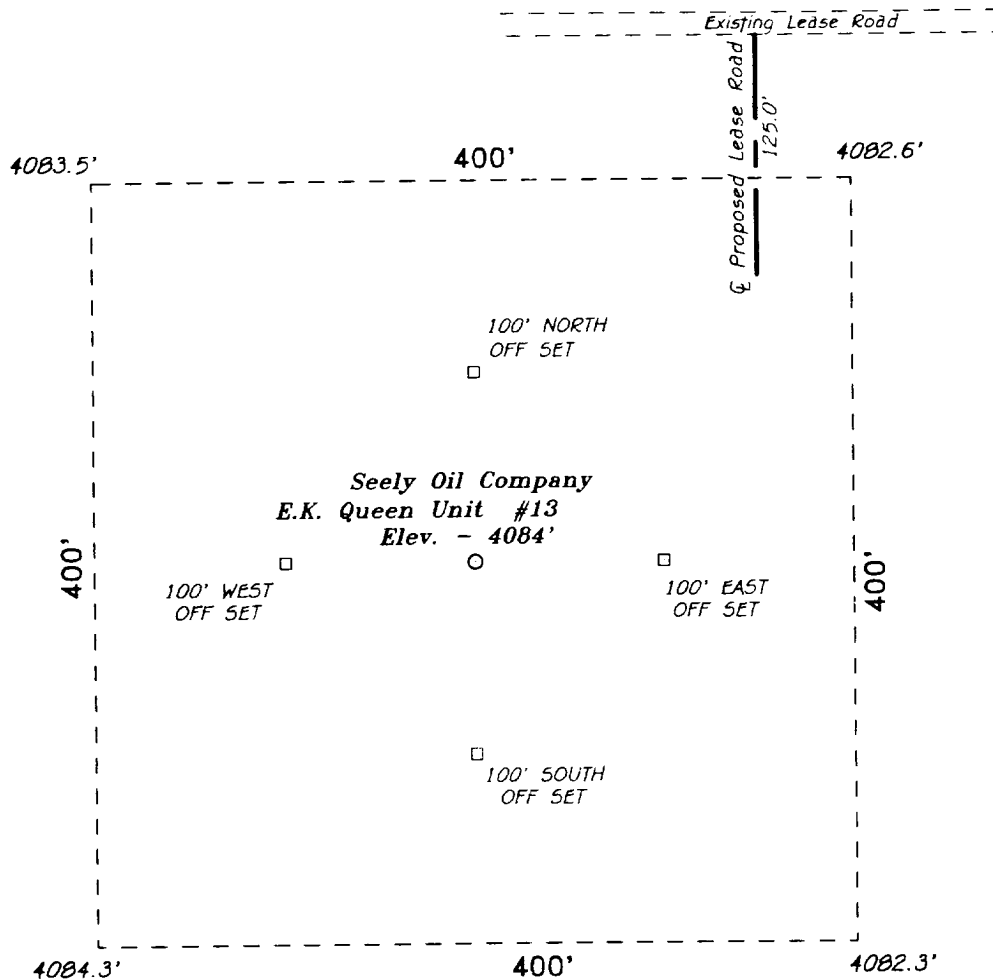 Existing Lease Road
℄ Proposed Lease Road
125.0'
4083.5'
400'
4082.6'
100' NORTH
OFF SET
Seely Oil Company
E.K. Queen Unit #13
Elev. - 4084'
400'
100' WEST
OFF SET
100' EAST
OFF SET
400'
100' SOUTH
OFF SET
4084.3'
400'
4082.3'